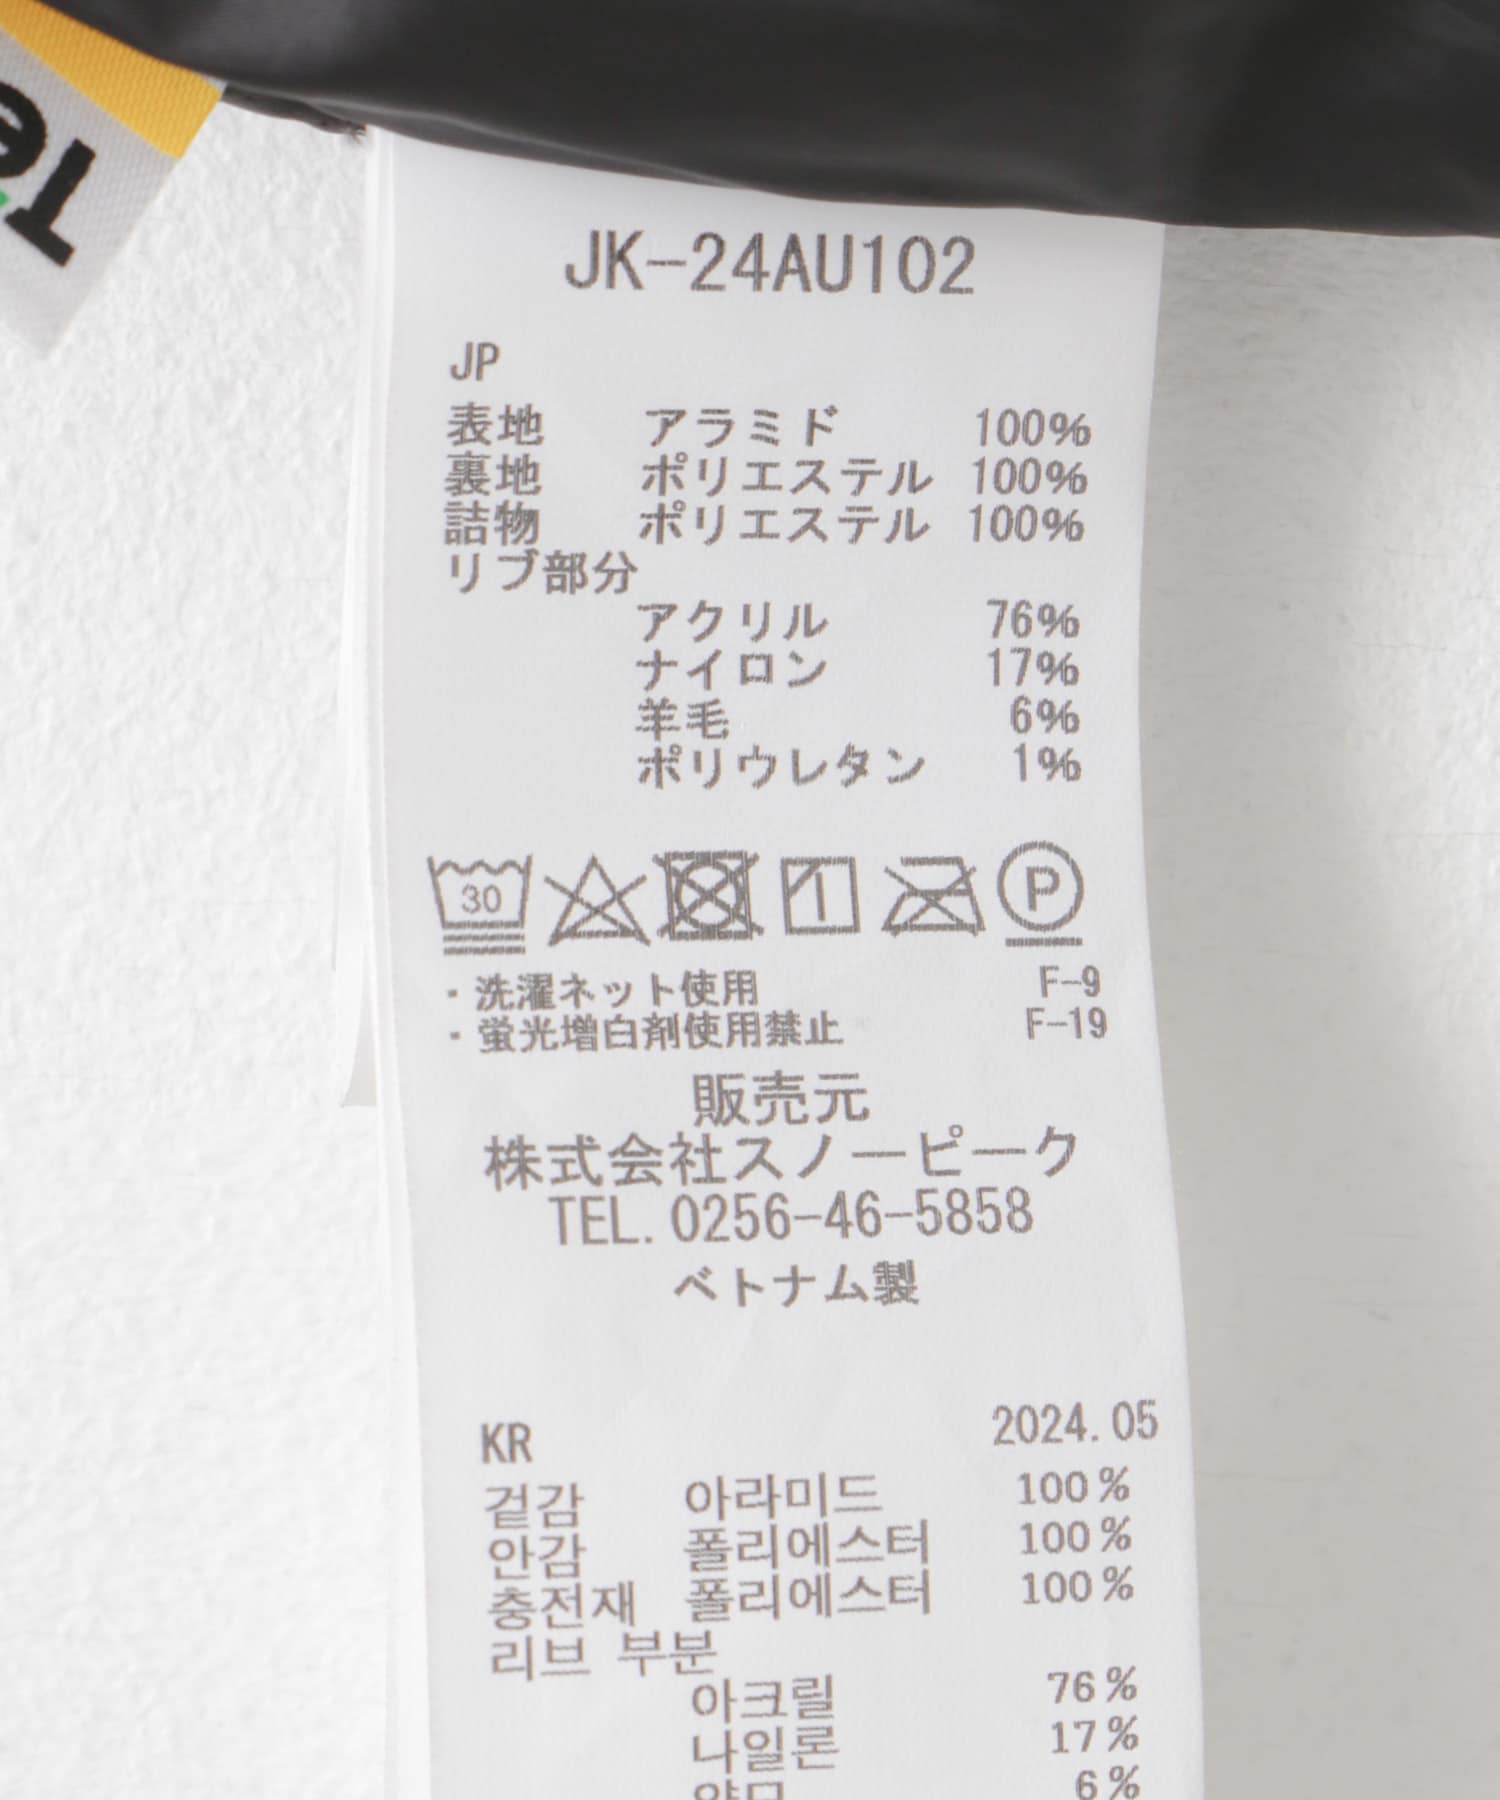 Te
JK-24AU102
JP
表地 アラミド 100%
裏地 ポリエステル 100%
詰物 ポリエステル 100%
リブ部分
アクリル 76%
ナイロン 17%
羊毛 6%
ポリウレタン 1%
30
P
・洗濯ネット使用 F-9
・蛍光増白剤使用禁止 F-19
販売元
株式会社スノーピーク
TEL. 0256-46-5858
ベトナム製
KR 2024.05
겉감 아라미드 100%
안감 폴리에스터 100%
충전재 폴리에스터 100%
리브 부분
아크릴 76%
나일론 17%
6%